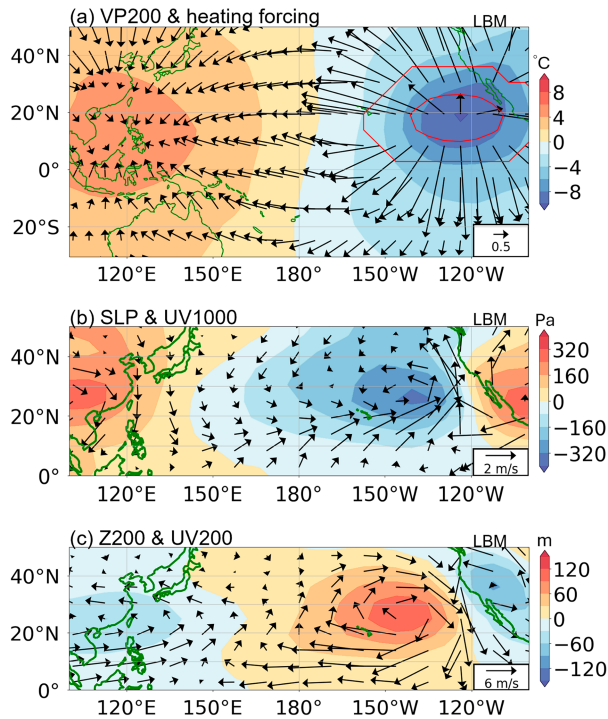 (a) VP200 & heating forcing LBM
40°N
20°N
0°
20°S
120°E 150°E 180° 150°W 120°W
0.5
°C
8
4
0
−4
−8
(b) SLP & UV1000 LBM
40°N
20°N
0°
120°E 150°E 180° 150°W 120°W
2 m/s
Pa
320
160
0
−160
−320
(c) Z200 & UV200 LBM
40°N
20°N
0°
120°E 150°E 180° 150°W 120°W
6 m/s
m
120
60
0
−60
−120